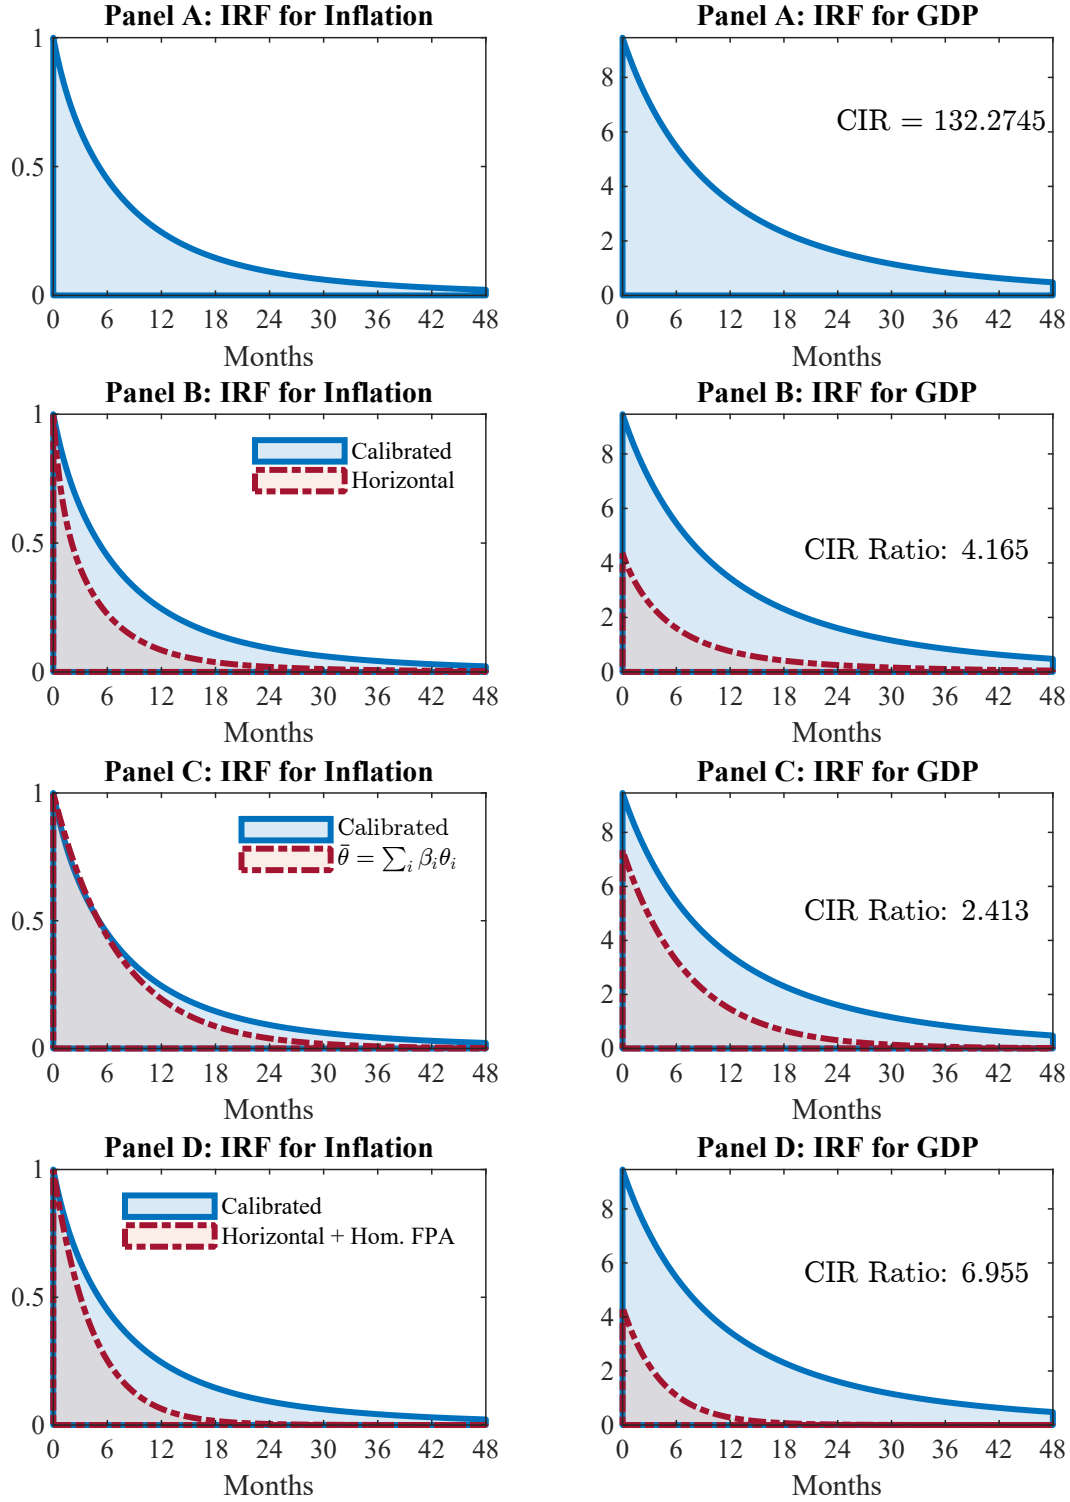 Panel A: IRF for Inflation
1
0.5
0
0 6 12 18 24 30 36 42 48
Months
Panel A: IRF for GDP
8
6
4
2
0
CIR = 132.2745
0 6 12 18 24 30 36 42 48
Months
Panel B: IRF for Inflation
1
0.5
0
Calibrated
Horizontal
0 6 12 18 24 30 36 42 48
Months
Panel B: IRF for GDP
8
6
4
2
0
CIR Ratio: 4.165
0 6 12 18 24 30 36 42 48
Months
Panel C: IRF for Inflation
1
0.5
0
Calibrated
θ̄ = ∑ᵢ βᵢθᵢ
0 6 12 18 24 30 36 42 48
Months
Panel C: IRF for GDP
8
6
4
2
0
CIR Ratio: 2.413
0 6 12 18 24 30 36 42 48
Months
Panel D: IRF for Inflation
1
0.5
0
Calibrated
Horizontal + Hom. FPA
0 6 12 18 24 30 36 42 48
Months
Panel D: IRF for GDP
8
6
4
2
0
CIR Ratio: 6.955
0 6 12 18 24 30 36 42 48
Months